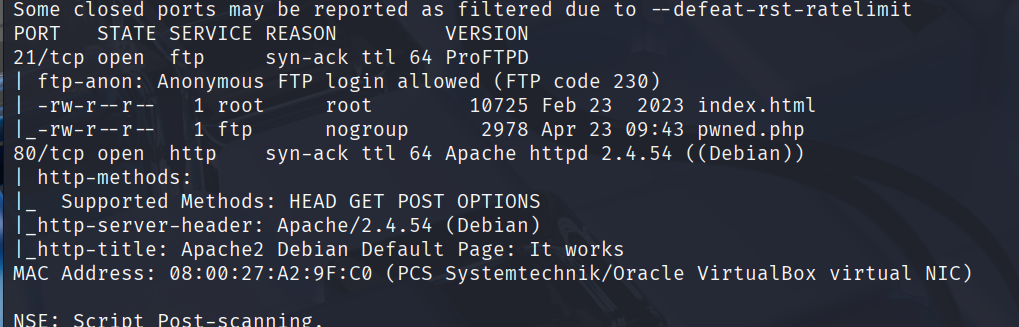 Some closed ports may be reported as filtered due to --defeat-rst-ratelimit
PORT   STATE SERVICE REASON         VERSION
21/tcp open  ftp     syn-ack ttl 64 ProFTPD
| ftp-anon: Anonymous FTP login allowed (FTP code 230)
| -rw-r--r--   1 root     root        10725 Feb 23  2023 index.html
|_-rw-r--r--   1 ftp      nogroup      2978 Apr 23 09:43 pwned.php
80/tcp open  http    syn-ack ttl 64 Apache httpd 2.4.54 ((Debian))
| http-methods:
|_  Supported Methods: HEAD GET POST OPTIONS
|_http-server-header: Apache/2.4.54 (Debian)
|_http-title: Apache2 Debian Default Page: It works
MAC Address: 08:00:27:A2:9F:C0 (PCS Systemtechnik/Oracle VirtualBox virtual NIC)
NSE: Script Post-scanning.